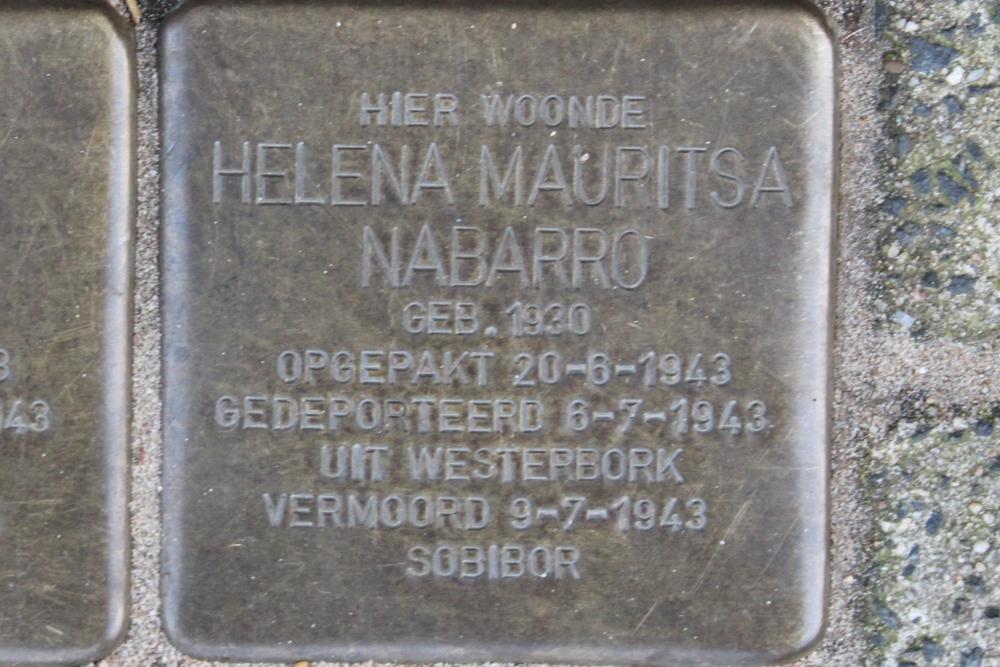 HIER WOONDE
HELENA MAURITSA
NABARRO
GEB. 1930
OPGEPAKT 20-6-1943
GEDEPORTEERD 6-7-1943
UIT WESTERBORK
VERMOORD 9-7-1943
SOBIBOR